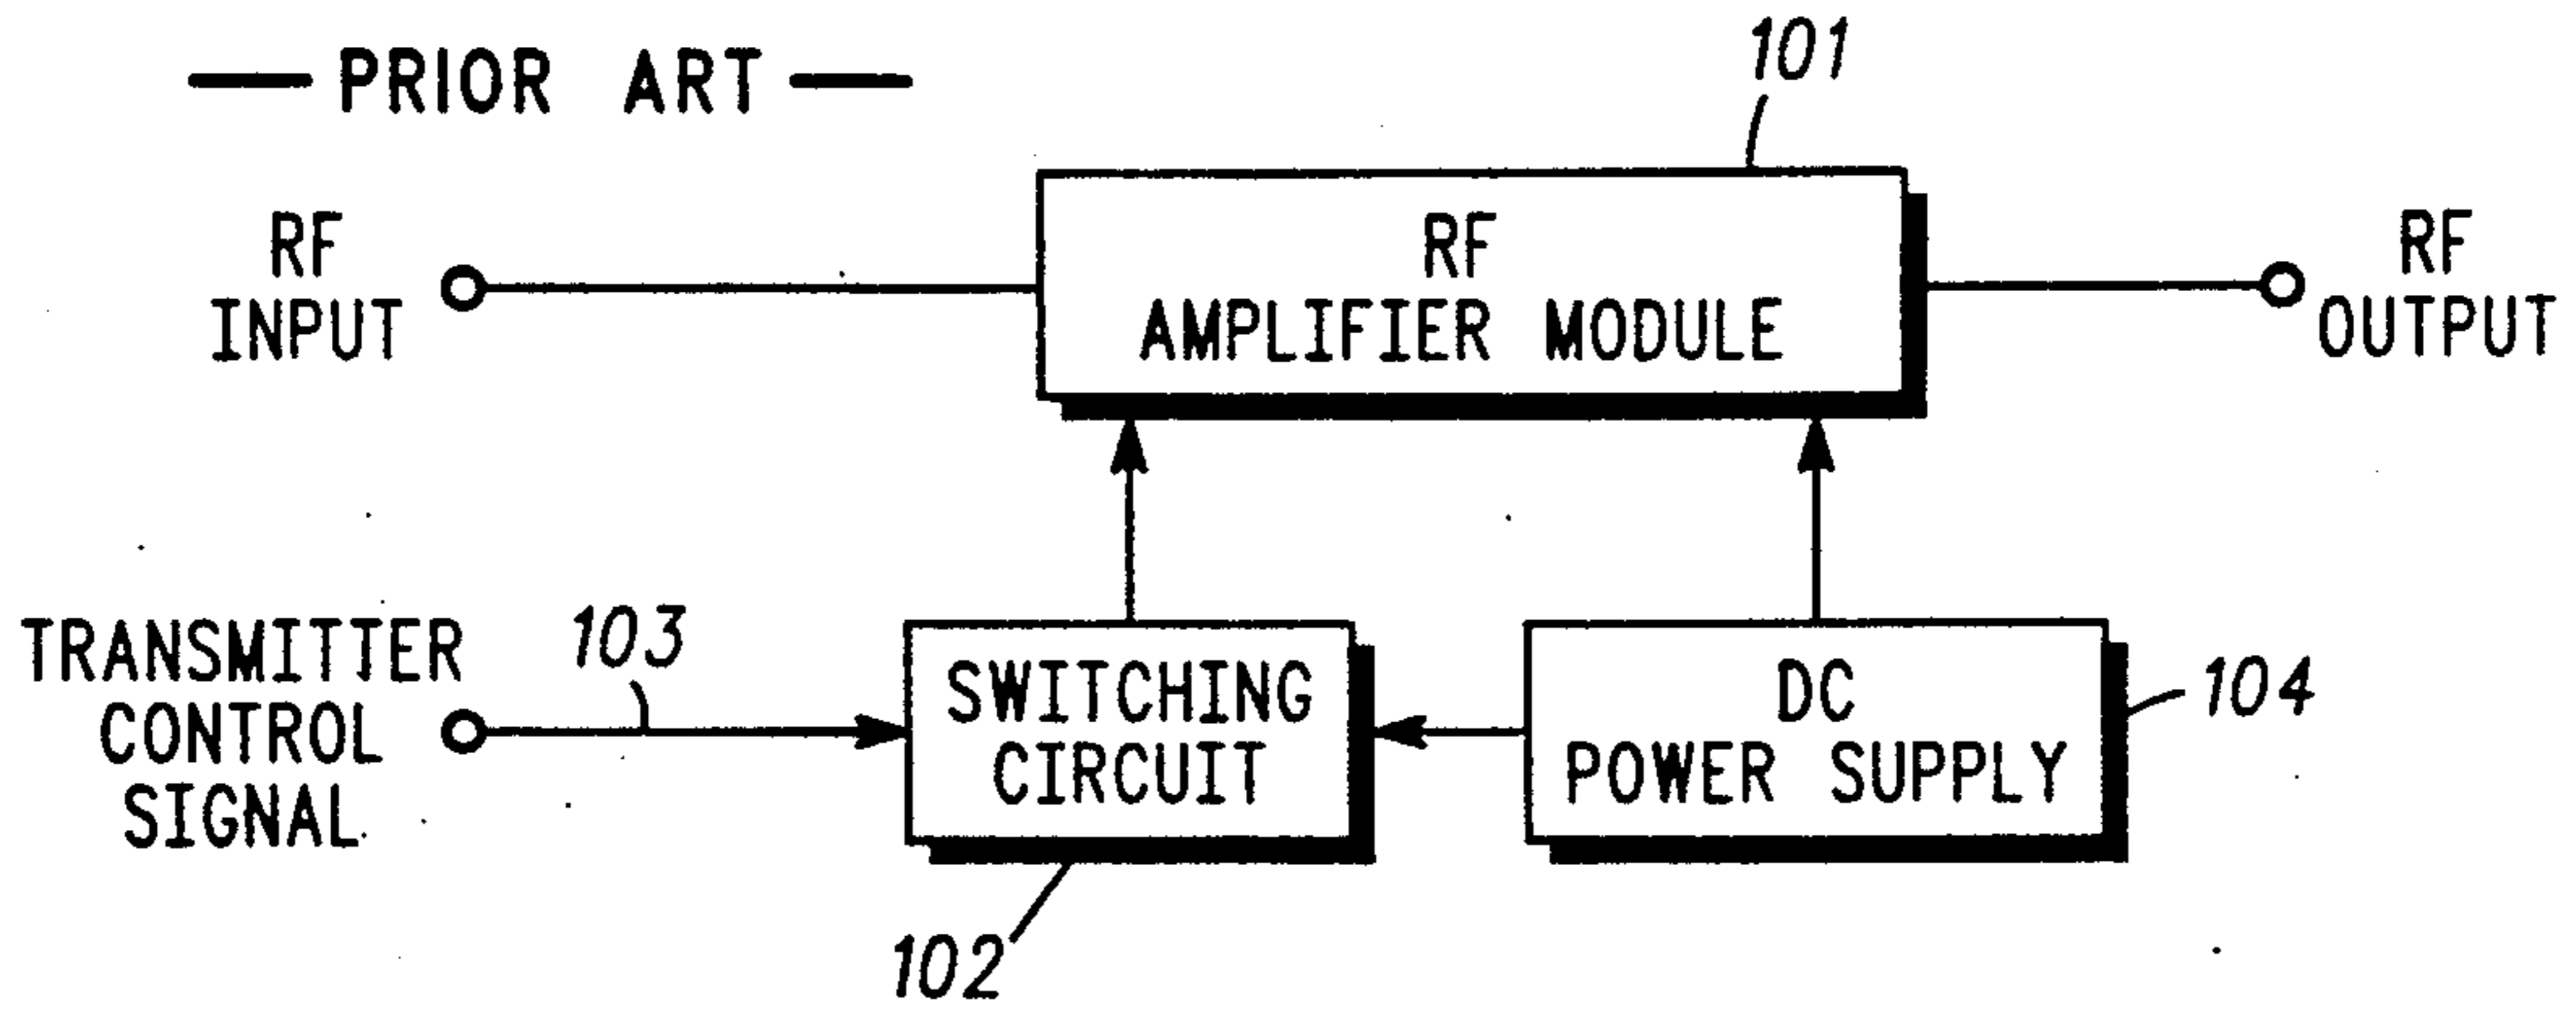 — PRIOR ART —
101
RF
INPUT
RF
AMPLIFIER MODULE
RF
OUTPUT
TRANSMITTER
CONTROL
SIGNAL
103
SWITCHING
CIRCUIT
DC
POWER SUPPLY
104
102